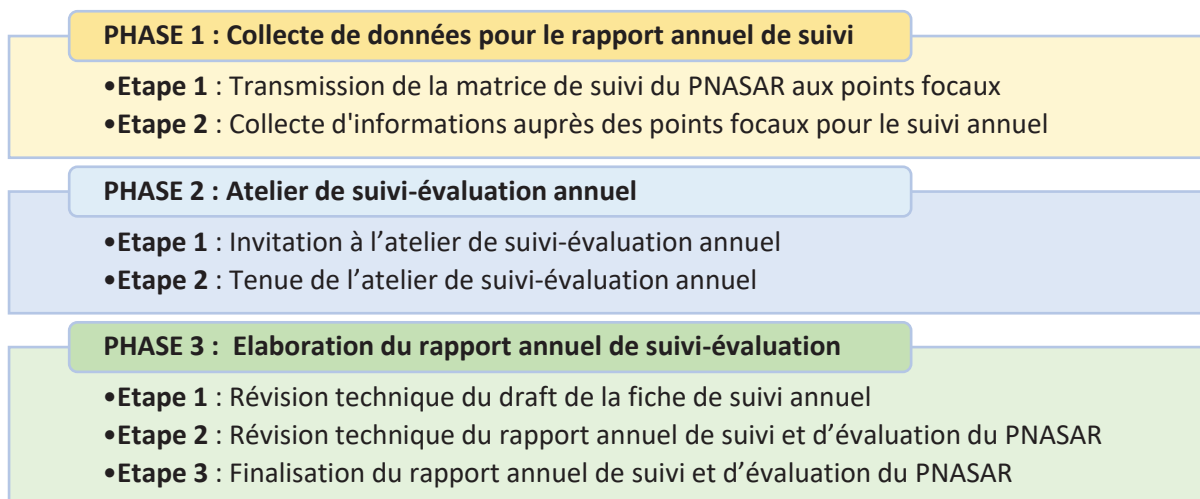 PHASE 1 : Collecte de données pour le rapport annuel de suivi
•Etape 1 : Transmission de la matrice de suivi du PNASAR aux points focaux
•Etape 2 : Collecte d'informations auprès des points focaux pour le suivi annuel
PHASE 2 : Atelier de suivi-évaluation annuel
•Etape 1 : Invitation à l’atelier de suivi-évaluation annuel
•Etape 2 : Tenue de l’atelier de suivi-évaluation annuel
PHASE 3 : Elaboration du rapport annuel de suivi-évaluation
•Etape 1 : Révision technique du draft de la fiche de suivi annuel
•Etape 2 : Révision technique du rapport annuel de suivi et d’évaluation du PNASAR
•Etape 3 : Finalisation du rapport annuel de suivi et d’évaluation du PNASAR